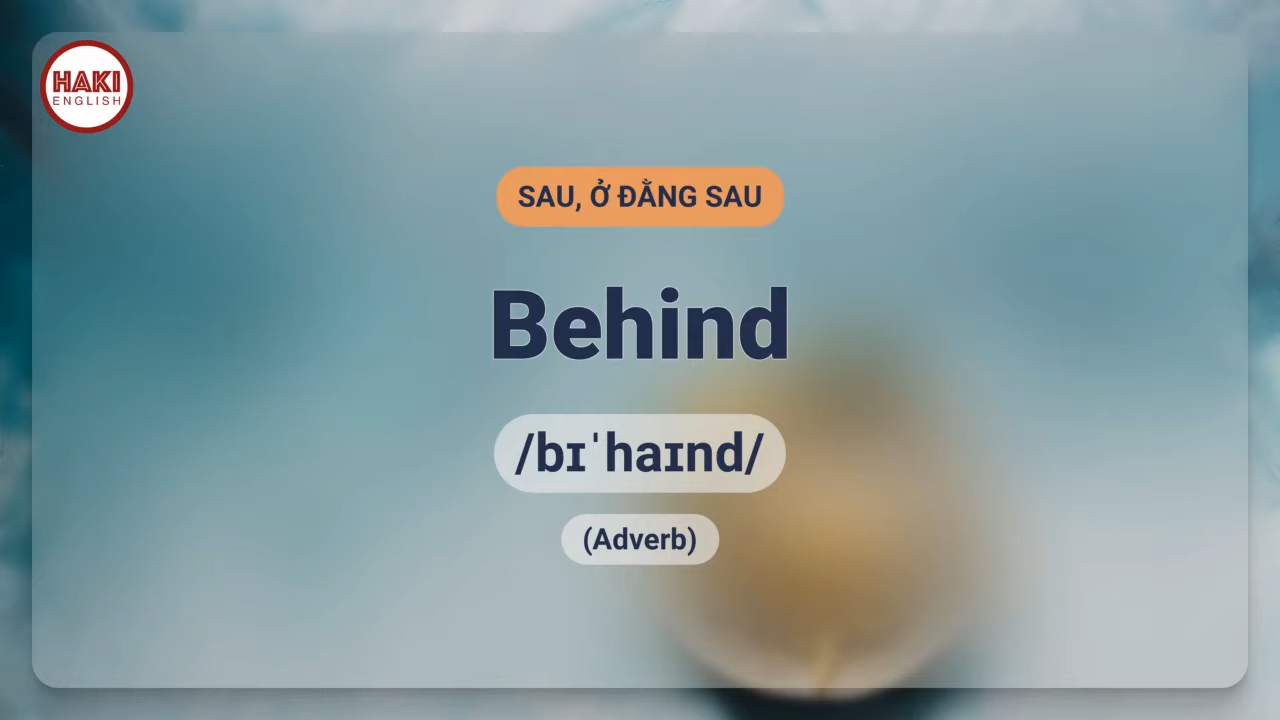 HAKI
ENGLISH
SAU, Ở ĐẰNG SAU
Behind
/bɪˈhaɪnd/
(Adverb)